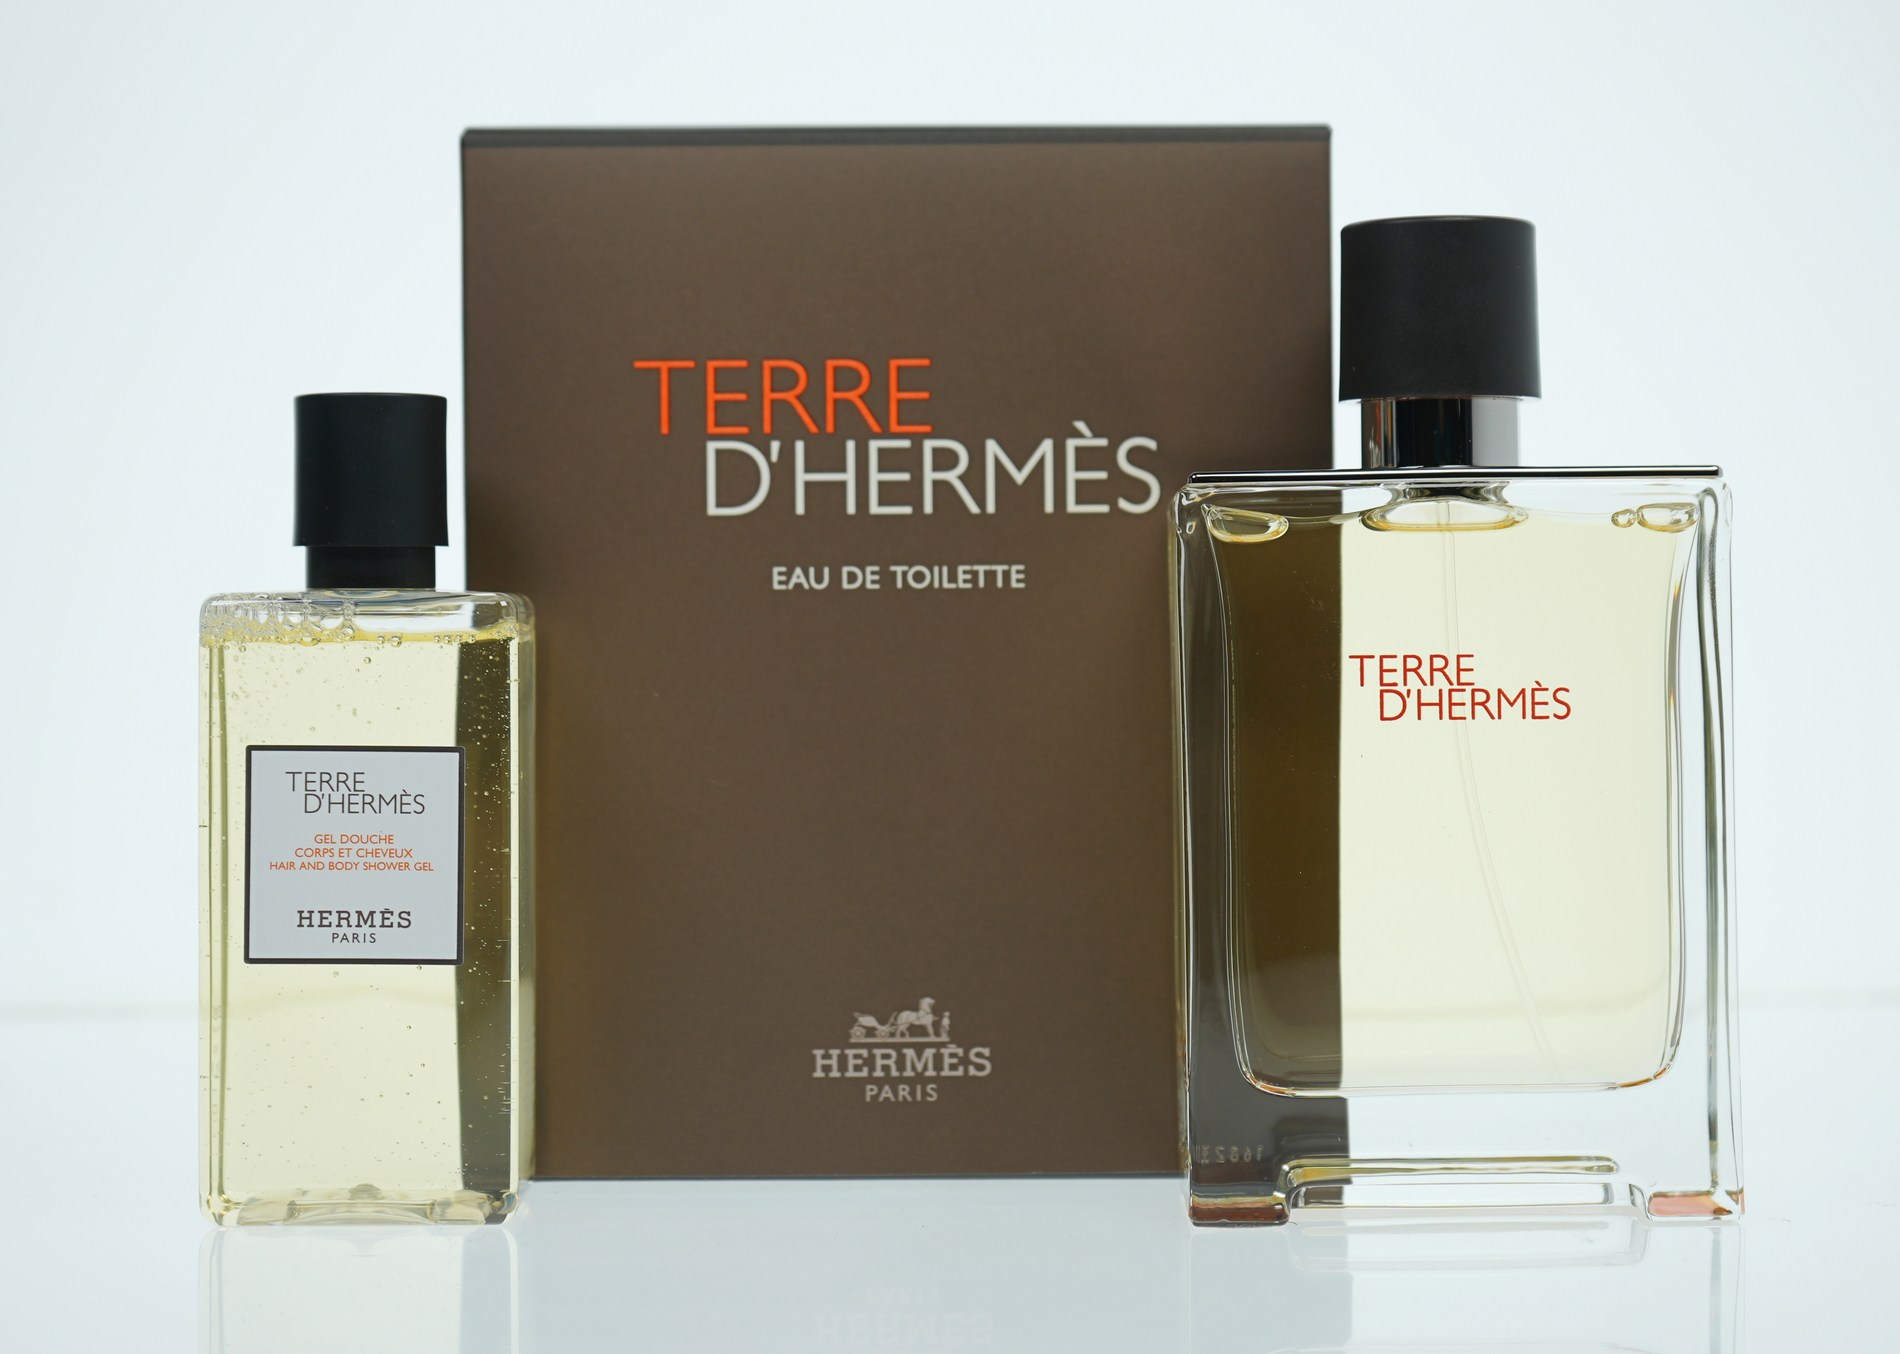 TERRE
D'HERMÈS
EAU DE TOILETTE
HERMÈS
PARIS
TERRE
D'HERMÈS
GEL DOUCHE
CORPS ET CHEVEUX
HAIR AND BODY SHOWER GEL
HERMÈS
PARIS
TERRE
D'HERMÈS